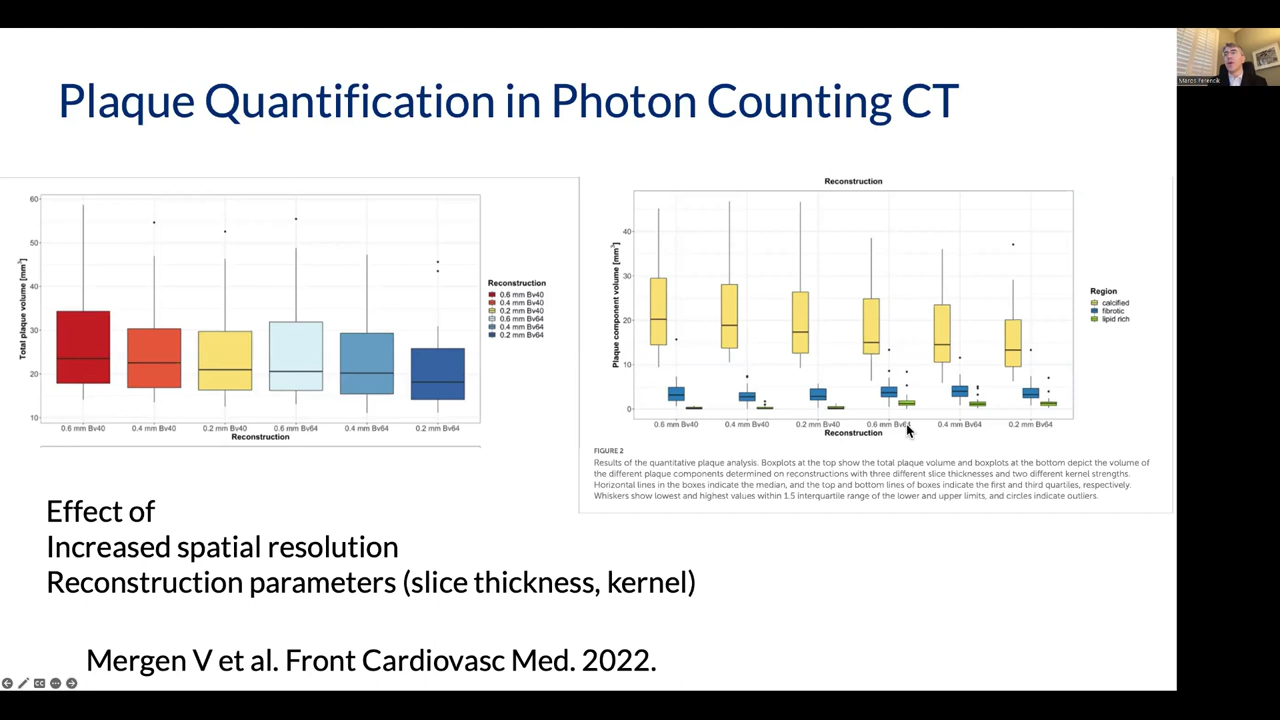 Plaque Quantification in Photon Counting CT
Total plaque volume [mm³]
60
50
40
30
20
10
0.6 mm Bv40
0.4 mm Bv40
0.2 mm Bv40
0.6 mm Bv64
0.4 mm Bv64
0.2 mm Bv64
Reconstruction
Reconstruction
0.6 mm Bv40
0.4 mm Bv40
0.2 mm Bv40
0.6 mm Bv64
0.4 mm Bv64
0.2 mm Bv64
Reconstruction
Plaque component volume [mm³]
40
30
20
10
0
0.6 mm Bv40
0.4 mm Bv40
0.2 mm Bv40
0.6 mm Bv64
0.4 mm Bv64
0.2 mm Bv64
Reconstruction
Region
calcified
fibrotic
lipid rich
FIGURE 2
Results of the quantitative plaque analysis. Boxplots at the top show the total plaque volume and boxplots at the bottom depict the volume of
the different plaque components determined on reconstructions with three different slice thicknesses and two different kernel strengths.
Horizontal lines in the boxes indicate the median, and the top and bottom lines of boxes indicate the first and third quartiles, respectively.
Whiskers show lowest and highest values within 1.5 interquartile range of the lower and upper limits, and circles indicate outliers.
Effect of
Increased spatial resolution
Reconstruction parameters (slice thickness, kernel)
Mergen V et al. Front Cardiovasc Med. 2022.
CC